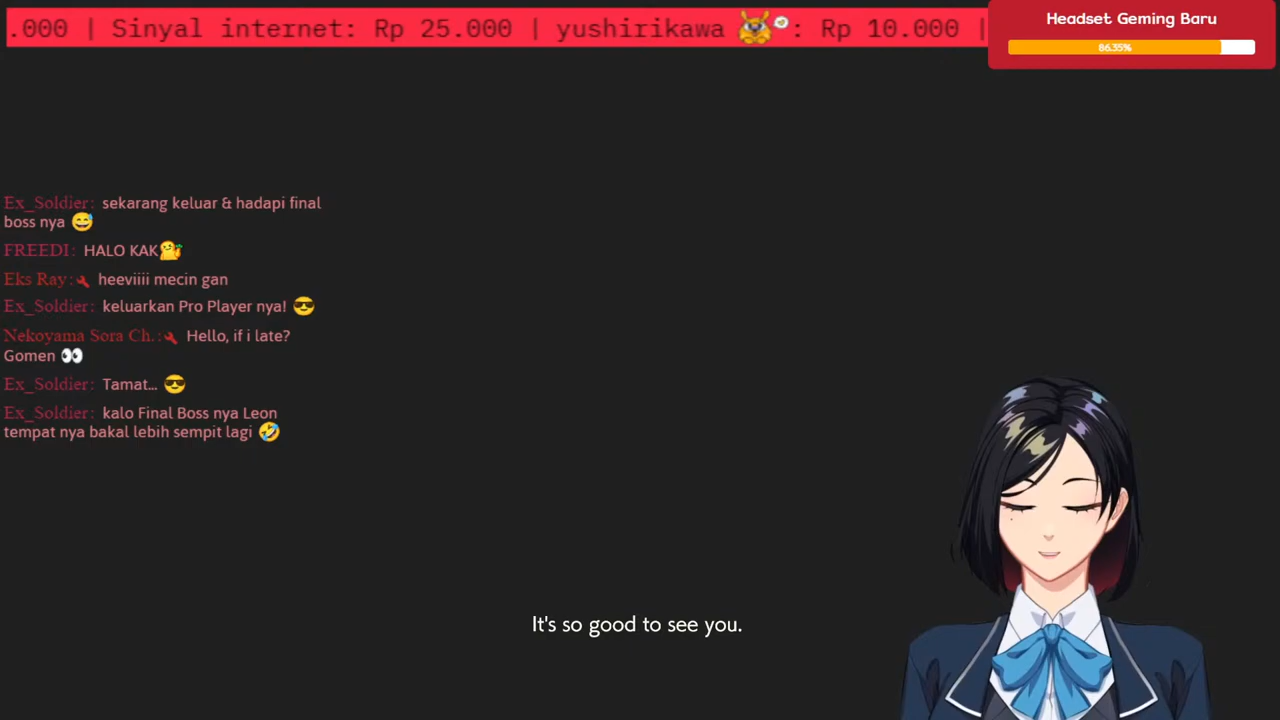 .000 | Sinyal internet: Rp 25.000 | yushirikawa : Rp 10.000 |
Headset Geming Baru
86.35%
Ex_Soldier: sekarang keluar & hadapi final
boss nya 😅
FREEDI: HALO KAK
Eks Ray: heeviiii mecin gan
Ex_Soldier: keluarkan Pro Player nya! 😎
Nekoyama Sora Ch.: Hello, if i late?
Gomen 👀
Ex_Soldier: Tamat... 😎
Ex_Soldier: kalo Final Boss nya Leon
tempat nya bakal lebih sempit lagi 🤣
It's so good to see you.